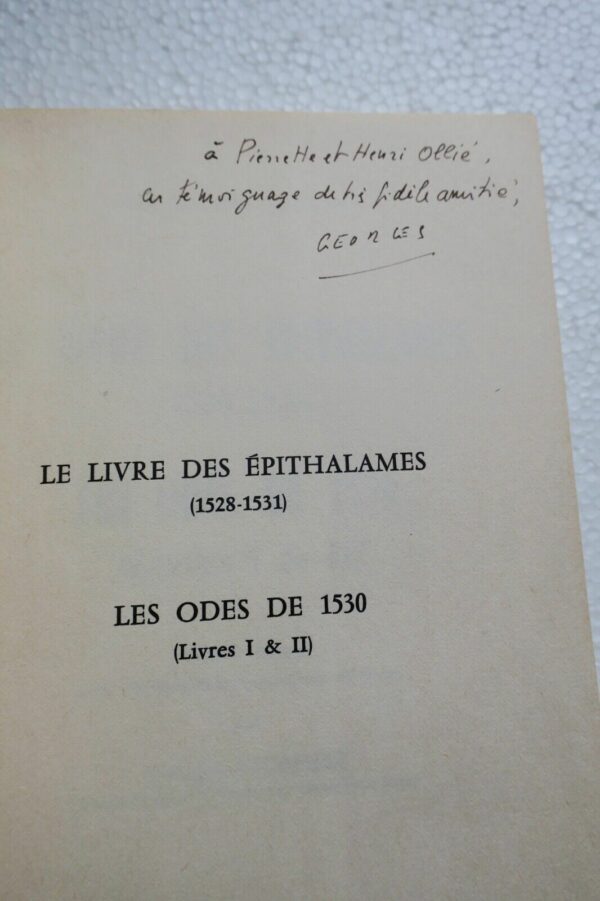 à Pierrette et Henri Ollié,
en témoignage de très fidèle amitié,
GEORGES
LE LIVRE DES ÉPITHALAMES
(1528-1531)
LES ODES DE 1530
(Livres I & II)